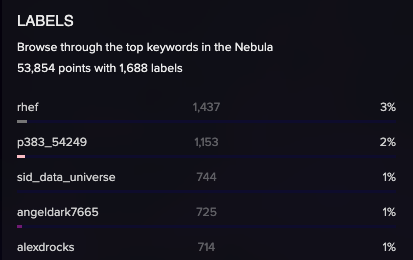 LABELS
Browse through the top keywords in the Nebula
53,854 points with 1,688 labels
rhef 1,437 3%
p383_54249 1,153 2%
sid_data_universe 744 1%
angeldark7665 725 1%
alexdrocks 714 1%